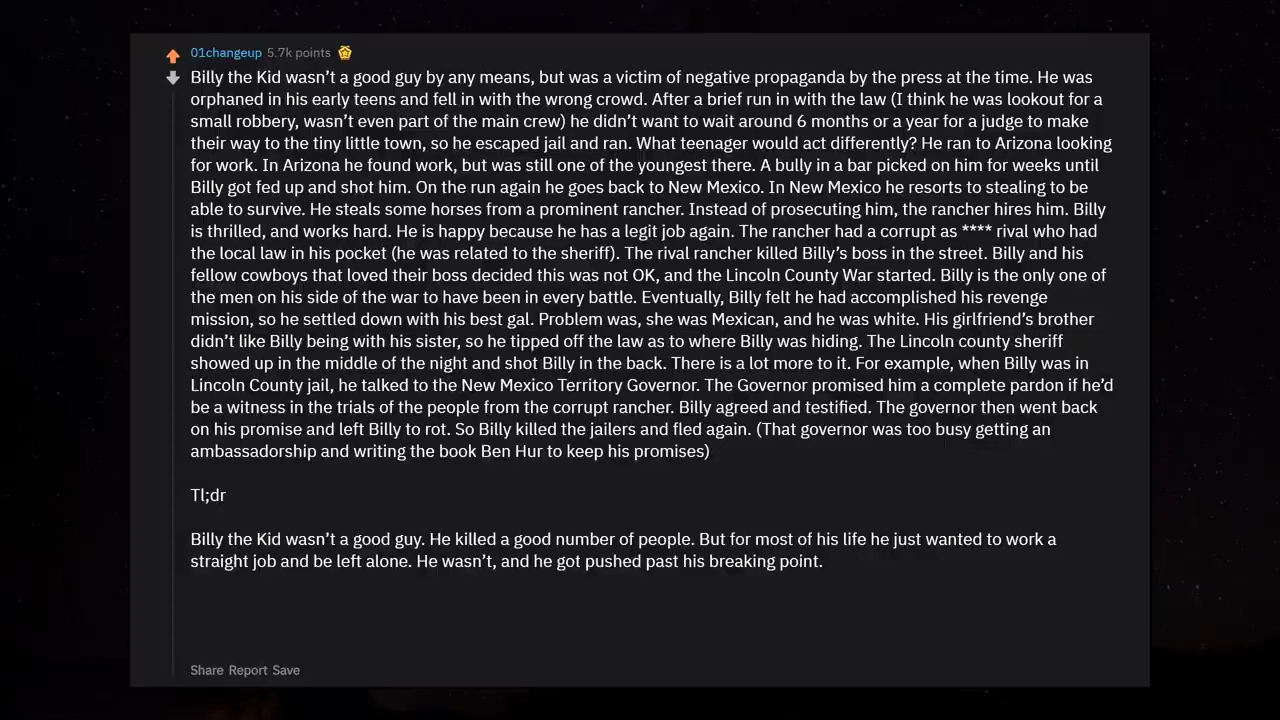 01changeup 5.7k points
Billy the Kid wasn’t a good guy by any means, but was a victim of negative propaganda by the press at the time. He was
orphaned in his early teens and fell in with the wrong crowd. After a brief run in with the law (I think he was lookout for a
small robbery, wasn’t even part of the main crew) he didn’t want to wait around 6 months or a year for a judge to make
their way to the tiny little town, so he escaped jail and ran. What teenager would act differently? He ran to Arizona looking
for work. In Arizona he found work, but was still one of the youngest there. A bully in a bar picked on him for weeks until
Billy got fed up and shot him. On the run again he goes back to New Mexico. In New Mexico he resorts to stealing to be
able to survive. He steals some horses from a prominent rancher. Instead of prosecuting him, the rancher hires him. Billy
is thrilled, and works hard. He is happy because he has a legit job again. The rancher had a corrupt as **** rival who had
the local law in his pocket (he was related to the sheriff). The rival rancher killed Billy’s boss in the street. Billy and his
fellow cowboys that loved their boss decided this was not OK, and the Lincoln County War started. Billy is the only one of
the men on his side of the war to have been in every battle. Eventually, Billy felt he had accomplished his revenge
mission, so he settled down with his best gal. Problem was, she was Mexican, and he was white. His girlfriend’s brother
didn’t like Billy being with his sister, so he tipped off the law as to where Billy was hiding. The Lincoln county sheriff
showed up in the middle of the night and shot Billy in the back. There is a lot more to it. For example, when Billy was in
Lincoln County jail, he talked to the New Mexico Territory Governor. The Governor promised him a complete pardon if he’d
be a witness in the trials of the people from the corrupt rancher. Billy agreed and testified. The governor then went back
on his promise and left Billy to rot. So Billy killed the jailers and fled again. (That governor was too busy getting an
ambassadorship and writing the book Ben Hur to keep his promises)
Tl;dr
Billy the Kid wasn’t a good guy. He killed a good number of people. But for most of his life he just wanted to work a
straight job and be left alone. He wasn’t, and he got pushed past his breaking point.
Share Report Save